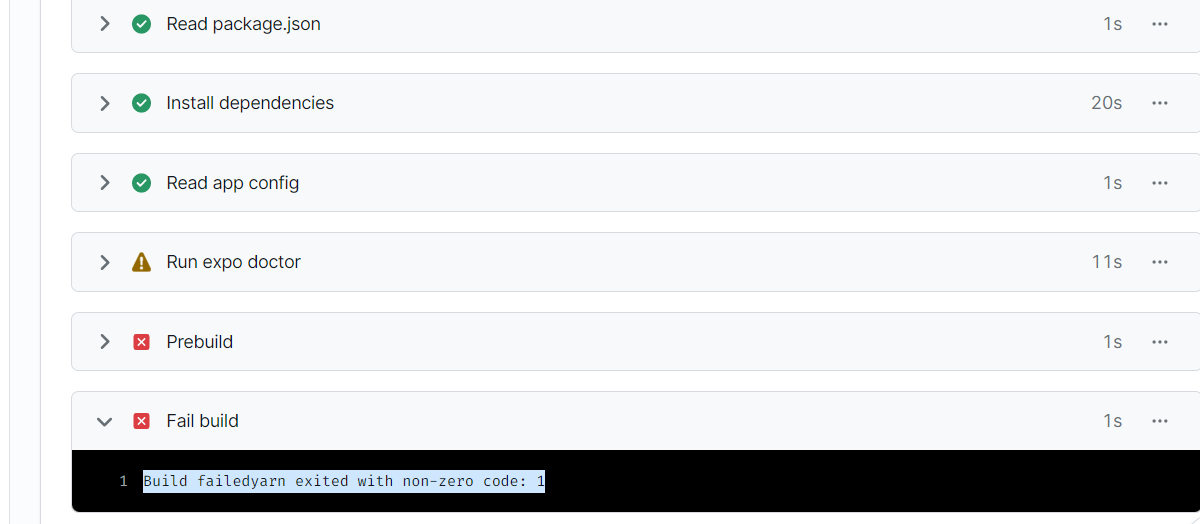 Read package.json 1s
Install dependencies 20s
Read app config 1s
Run expo doctor 11s
Prebuild 1s
Fail build 1s
1 Build failedyarn exited with non-zero code: 1